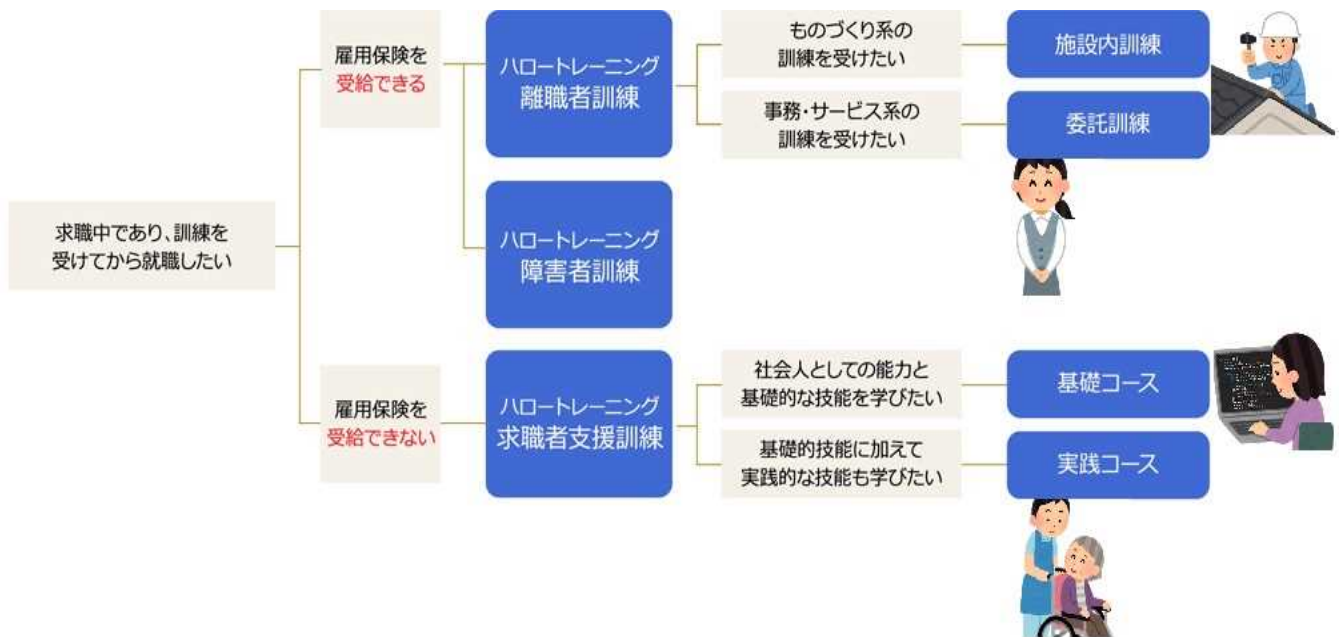 求職中であり、訓練を
受けてから就職したい
雇用保険を
受給できる
ハロートレーニング
離職者訓練
ものづくり系の
訓練を受けたい
施設内訓練
事務・サービス系の
訓練を受けたい
委託訓練
ハロートレーニング
障害者訓練
雇用保険を
受給できない
ハロートレーニング
求職者支援訓練
社会人としての能力と
基礎的な技能を学びたい
基礎コース
基礎的技能に加えて
実践的な技能も学びたい
実践コース